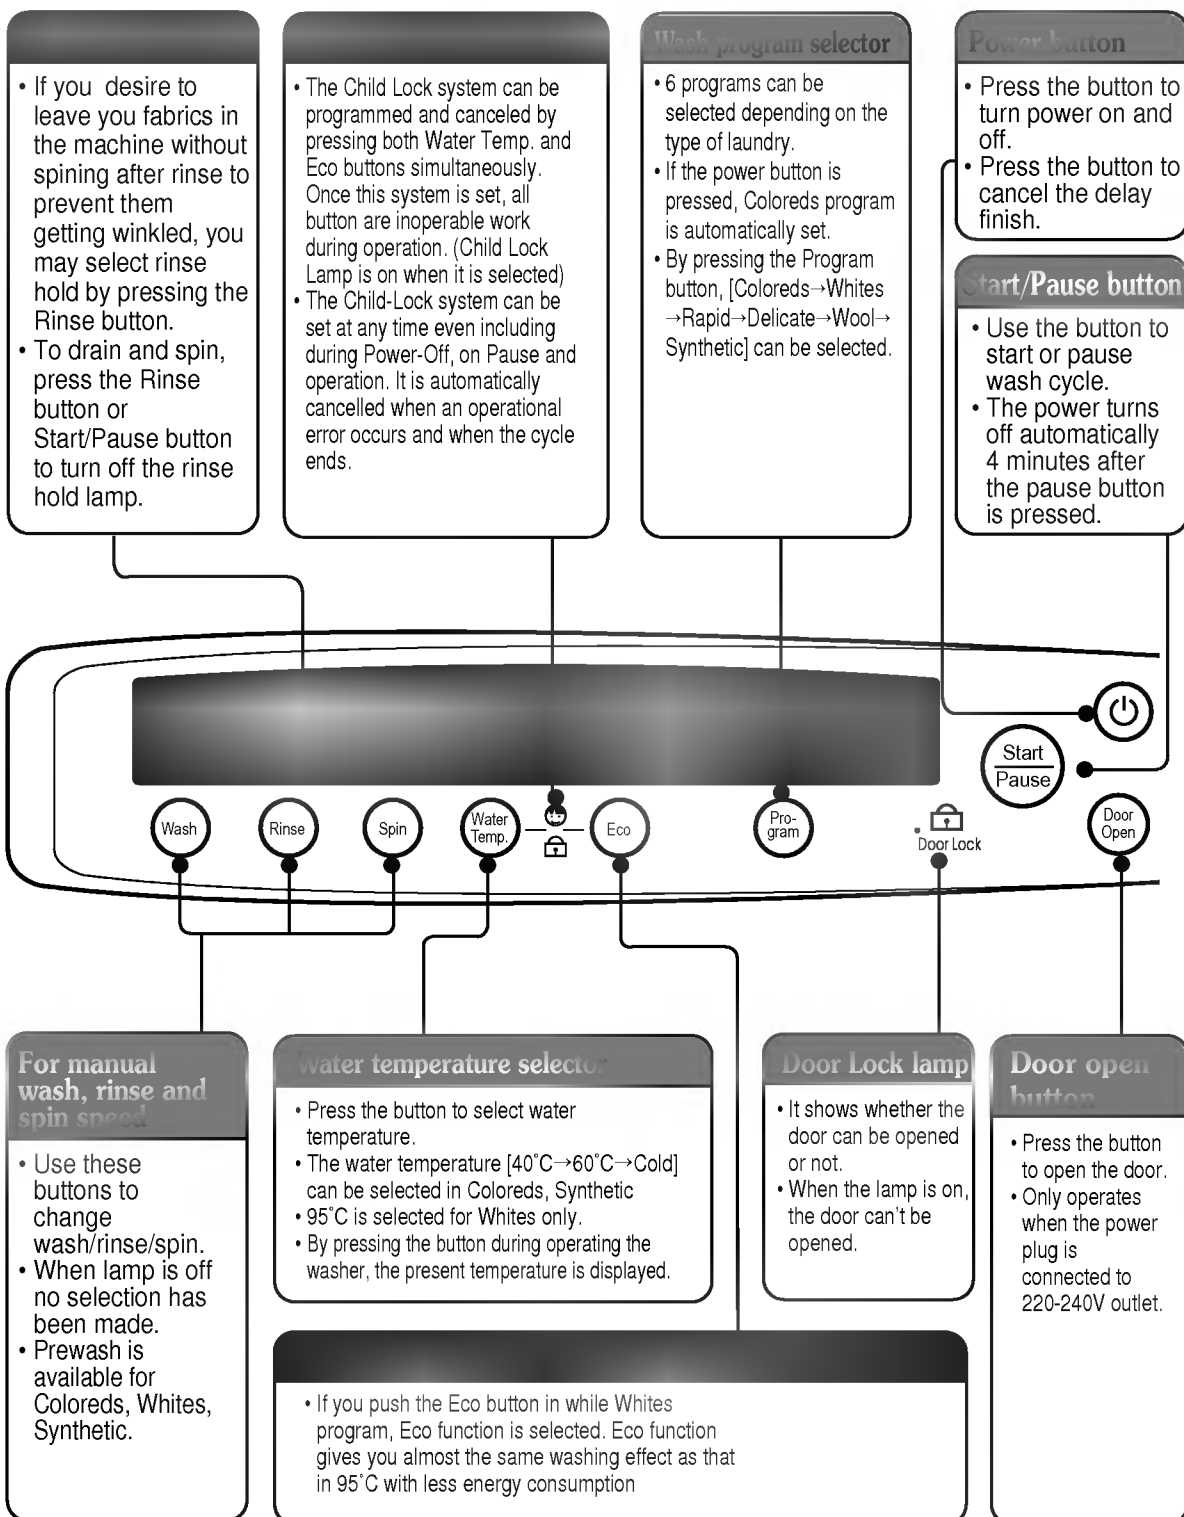 • If you  desire to
leave you fabrics in
the machine without
spining after rinse to
prevent them
getting winkled, you
may select rinse
hold by pressing the
Rinse button.
• To drain and spin,
press the Rinse
button or
Start/Pause button
to turn off the rinse
hold lamp.
• The Child Lock system can be
programmed and canceled by
pressing both Water Temp. and
Eco buttons simultaneously.
Once this system is set, all
button are inoperable work
during operation. (Child Lock
Lamp is on when it is selected)
• The Child-Lock system can be
set at any time even including
during Power-Off, on Pause and
operation. It is automatically
cancelled when an operational
error occurs and when the cycle
ends.
Wash program selector
• 6 programs can be
selected depending on the
type of laundry.
• If the power button is
pressed, Coloreds program
is automatically set.
• By pressing the Program
button, [Coloreds→Whites
→Rapid→Delicate→Wool→
Synthetic] can be selected.
Power button
• Press the button to
turn power on and
off.
• Press the button to
cancel the delay
finish.
Start/Pause button
• Use the button to
start or pause
wash cycle.
• The power turns
off automatically
4 minutes after
the pause button
is pressed.
Start
Pause
Wash
Rinse
Spin
Water
Temp.
Eco
Pro-
gram
Door Lock
Door
Open
For manual
wash, rinse and
spin speed
• Use these
buttons to
change
wash/rinse/spin.
• When lamp is off
no selection has
been made.
• Prewash is
available for
Coloreds, Whites,
Synthetic.
Water temperature selector
• Press the button to select water
temperature.
• The water temperature [40˚C→60˚C→Cold]
can be selected in Coloreds, Synthetic
• 95˚C is selected for Whites only.
• By pressing the button during operating the
washer, the present temperature is displayed.
Door Lock lamp
• It shows whether the
door can be opened
or not.
• When the lamp is on,
the door can't be
opened.
Door open
button
• Press the button
to open the door.
• Only operates
when the power
plug is
connected to
220-240V outlet.
• If you push the Eco button in while Whites
program, Eco function is selected. Eco function
gives you almost the same washing effect as that
in 95˚C with less energy consumption